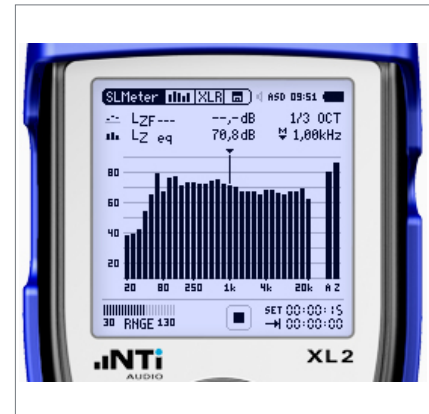 SLMeter XLR ASD 09:51
LZF--- --,-dB 1/3 OCT
LZ eq 70,8dB M 1,00kHz
80
60
40
20
20 80 250 1k 4k 20k A Z
SET 00:00:15
30 RNGE 130 00:00:00
NTi XL2
AUDIO